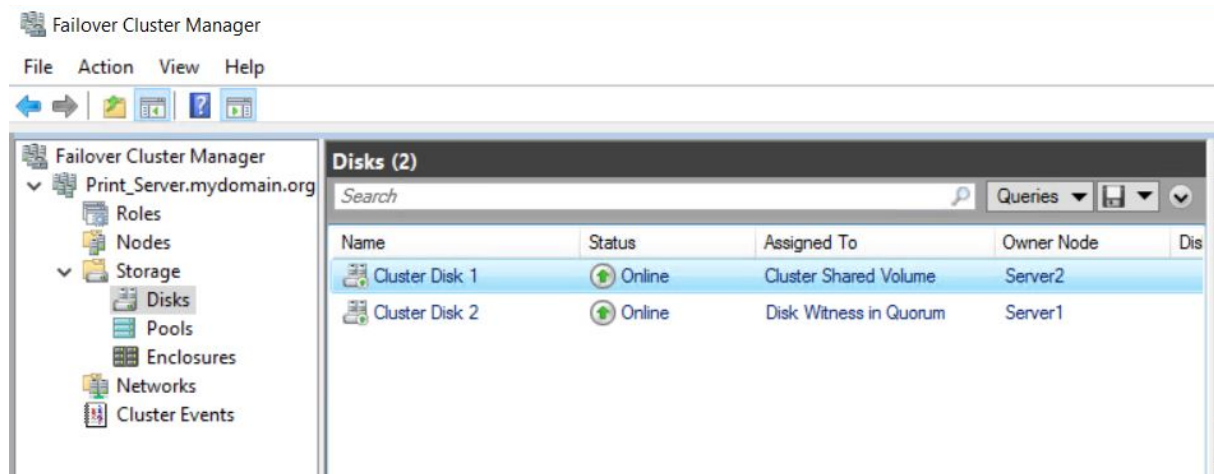 Failover Cluster Manager
File Action View Help
Failover Cluster Manager
Print_Server.mydomain.org
Roles
Nodes
Storage
Disks
Pools
Enclosures
Networks
Cluster Events
Disks (2)
Search Queries
Name Status Assigned To Owner Node Dis
Cluster Disk 1 Online Cluster Shared Volume Server2
Cluster Disk 2 Online Disk Witness in Quorum Server1